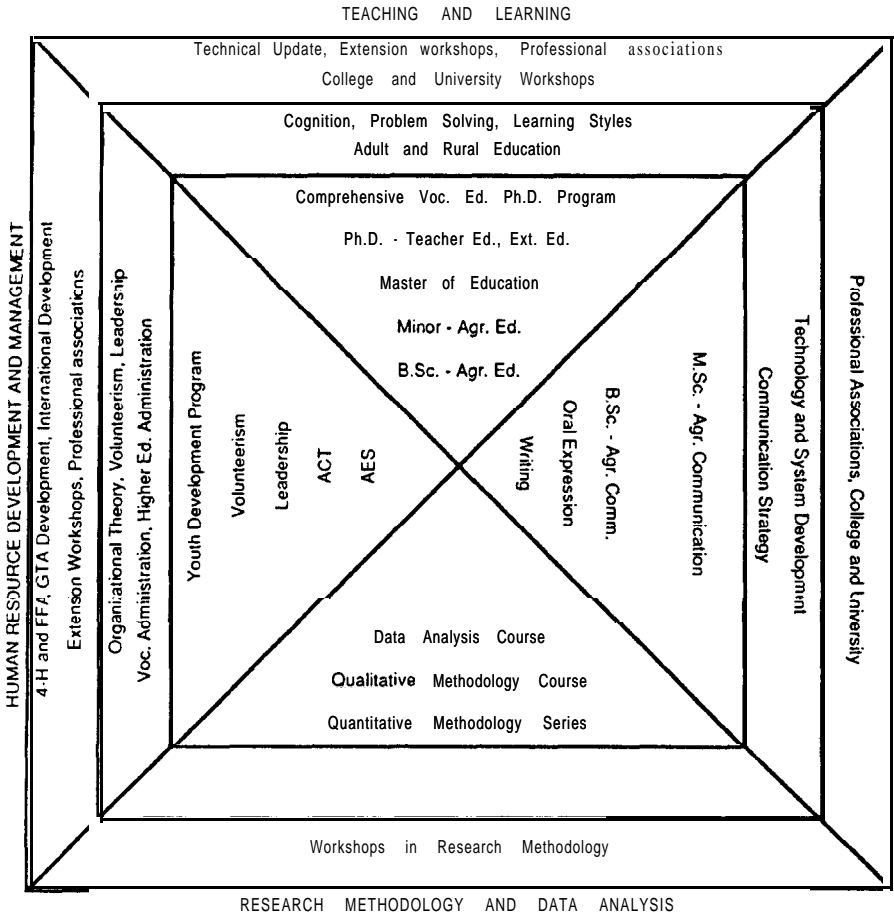 TEACHING AND LEARNING
Technical Update, Extension workshops, Professional associations
College and University Workshops
Cognition, Problem Solving, Learning Styles
Adult and Rural Education
Comprehensive Voc. Ed. Ph.D. Program
Ph.D. - Teacher Ed., Ext. Ed.
Master of Education
Minor - Agr. Ed.
B.Sc. - Agr. Ed.
HUMAN RESOURCE DEVELOPMENT AND MANAGEMENT
4-H and FFA, GTA Development, International Development
Extension Workshops, Professional associations
Organizational Theory, Volunteerism, Leadership
Voc. Administration, Higher Ed. Administration
Youth Development Program
Volunteerism
Leadership
ACT
AES
Writing
Oral Expression
B.Sc. - Agr. Comm.
M.Sc. - Agr. Communication
Communication Strategy
Technology and System Development
Professional Associations, College and University
Data Analysis Course
Qualitative Methodology Course
Quantitative Methodology Series
Workshops in Research Methodology
RESEARCH METHODOLOGY AND DATA ANALYSIS